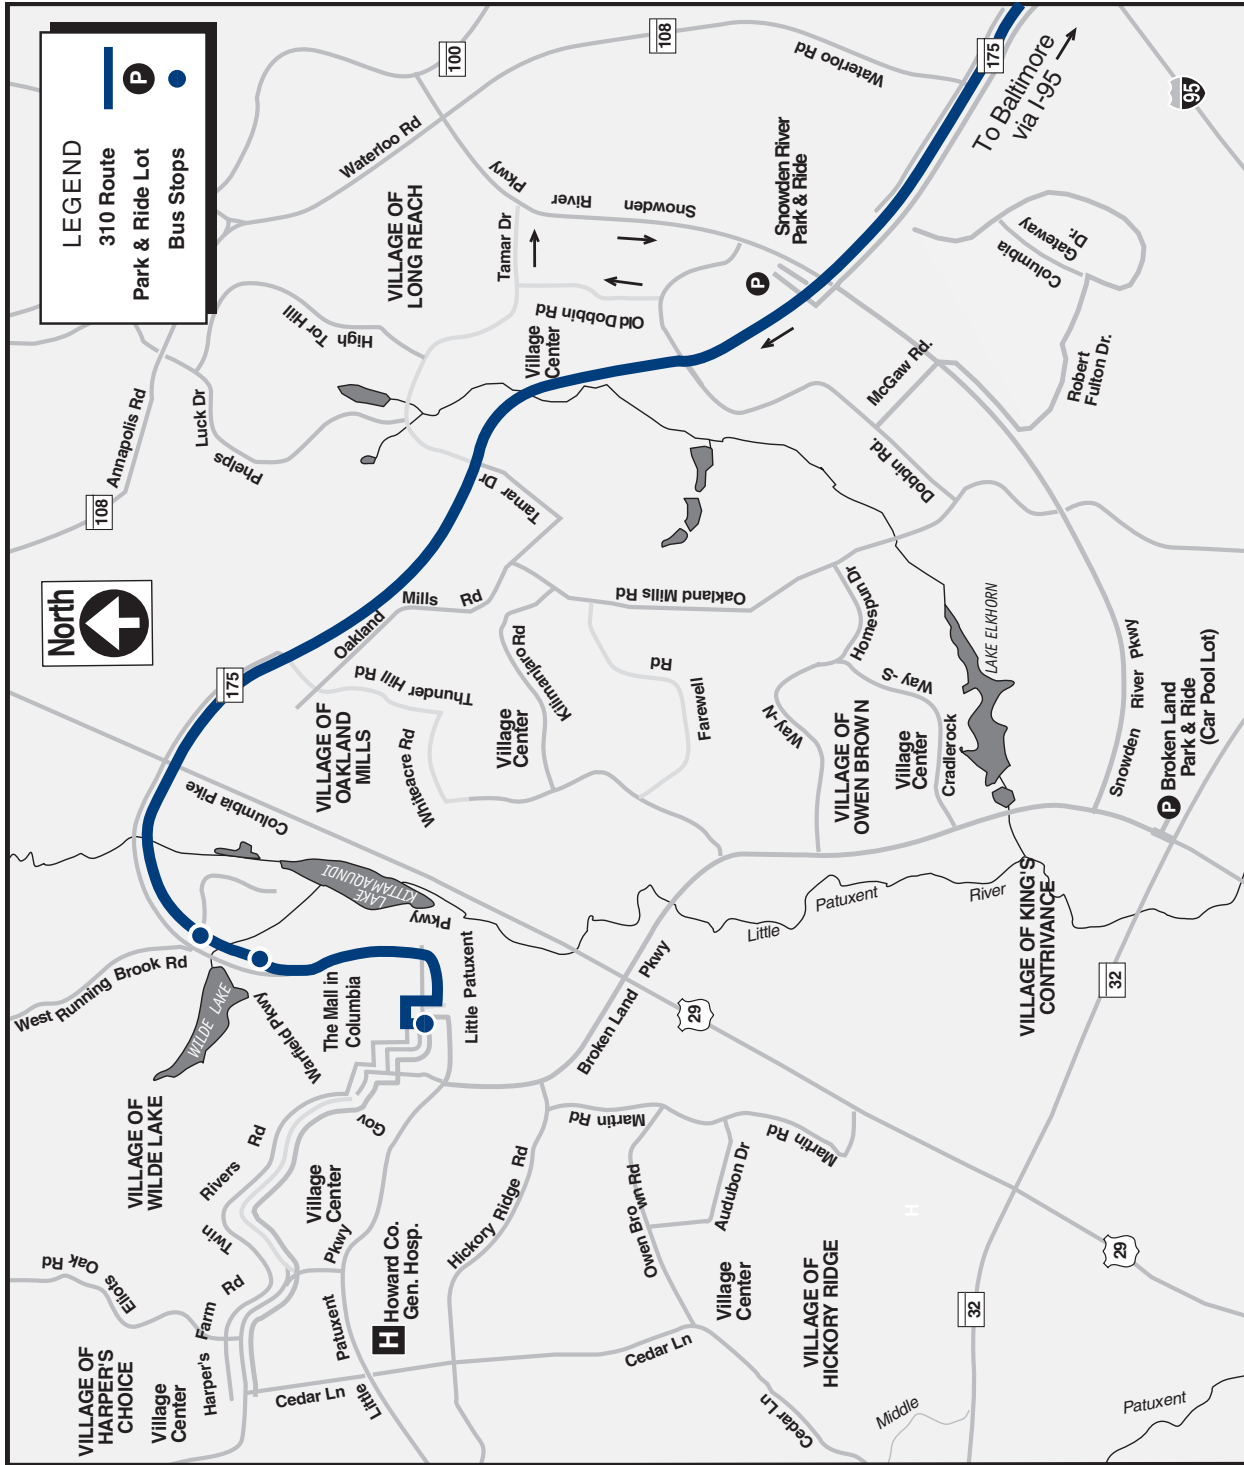 LEGEND
310 Route
Park & Ride Lot
P
Bus Stops
North
108
Annapolis Rd
Luck Dr
Phelps
High
Tor Hill
Waterloo Rd
100
108
Waterloo Rd
175
To Baltimore
via I-95
95
VILLAGE OF
LONG REACH
Tamar Dr
Snowden
River
Pkwy
Old Dobbin Rd
Village
Center
Snowden River
Park & Ride
P
Columbia
Gateway
Dr.
Robert
Fulton Dr.
McGaw Rd.
Dobbin Rd.
Tamar Dr
175
Oakland
Mills
Rd
Thunder Hill Rd
VILLAGE OF
OAKLAND
MILLS
Whiteacre Rd
Village
Center
Kilimanjaro Rd
Oakland Mills Rd
Farewell
Rd
Homespun Dr
Way-N
Way-S
VILLAGE OF
OWEN BROWN
Village
Center
Cradlerock
LAKE ELKHORN
Snowden River Pkwy
P
Broken Land
Park & Ride
(Car Pool Lot)
Columbia Pike
LAKE
KITTAMAQUNDI
West Running Brook Rd
WILDE LAKE
Warfield Pkwy
The Mall in
Columbia
Little Patuxent
Pkwy
Little
Patuxent
River
VILLAGE OF KING'S
CONTRIVANCE
32
29
Broken Land
Pkwy
VILLAGE OF
WILDE LAKE
Twin
Rivers
Rd
Gov
Village
Center
Little
Patuxent
Pkwy
H
Howard Co.
Gen. Hosp.
Hickory Ridge Rd
Martin Rd
Martin Rd
Owen Brown Rd
Audubon Dr
H
Village
Center
VILLAGE OF
HICKORY RIDGE
29
32
Eliots
Oak Rd
VILLAGE OF
HARPER'S
CHOICE
Village
Center
Harper's
Farm
Rd
Cedar Ln
Cedar Ln
Cedar Ln
Middle
Patuxent